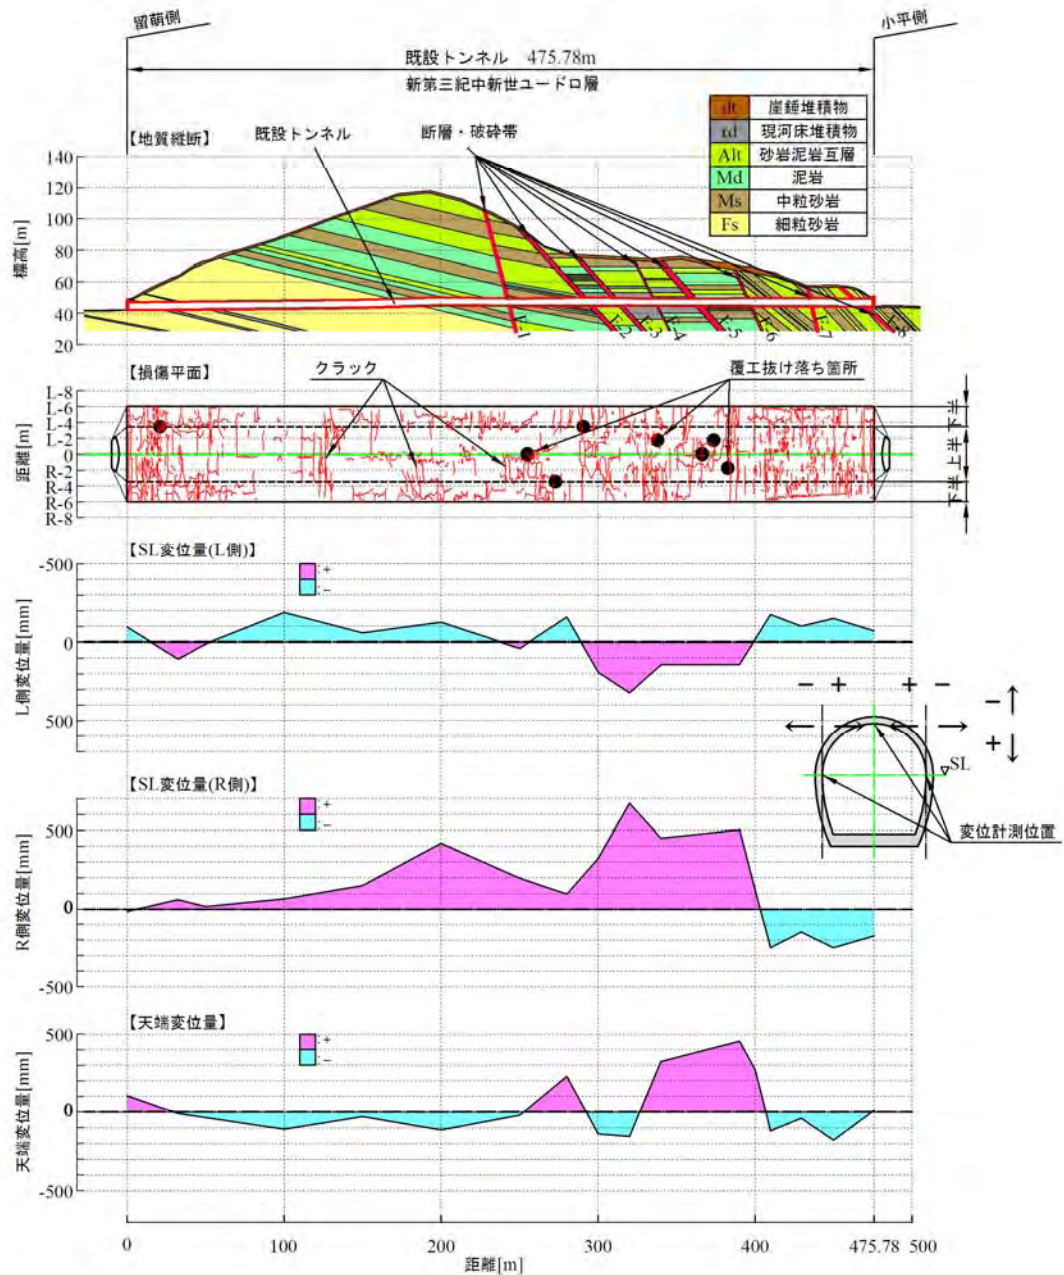 留萌側
小平側
既設トンネル 475.78m
新第三紀中新世ユードロ層
dt 崖錐堆積物
rd 現河床堆積物
Alt 砂岩泥岩互層
Md 泥岩
Ms 中粒砂岩
Fs 細粒砂岩
【地質縦断】
既設トンネル
断層・破砕帯
標高[m]
140
120
100
80
60
40
20
F-1
F-2
F-3
F-4
F-5
F-6
F-7
F-8
【損傷平面】
クラック
覆工抜け落ち箇所
距離[m]
L-8
L-6
L-4
L-2
0
R-2
R-4
R-6
R-8
下半
上半
下半
【SL変位量(L側)】
:+
:−
L側変位量[mm]
-500
0
500
− + + −
−↑
+↓
SL
変位計測位置
【SL変位量(R側)】
:+
:−
R側変位量[mm]
500
0
-500
【天端変位量】
:+
:−
天端変位量[mm]
500
0
-500
0 100 200 300 400 475.78 500
距離[m]